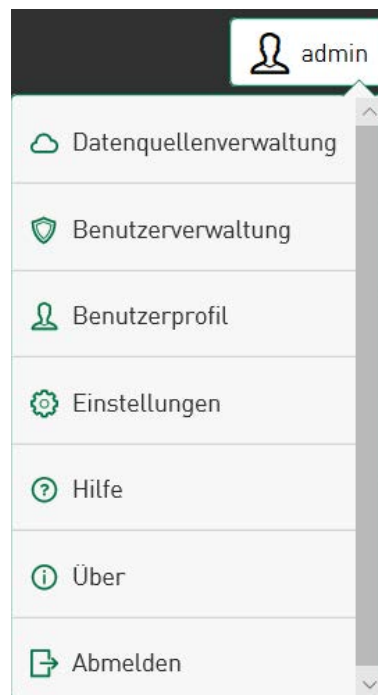 admin
Datenquellenverwaltung
Benutzerverwaltung
Benutzerprofil
Einstellungen
Hilfe
Über
Abmelden